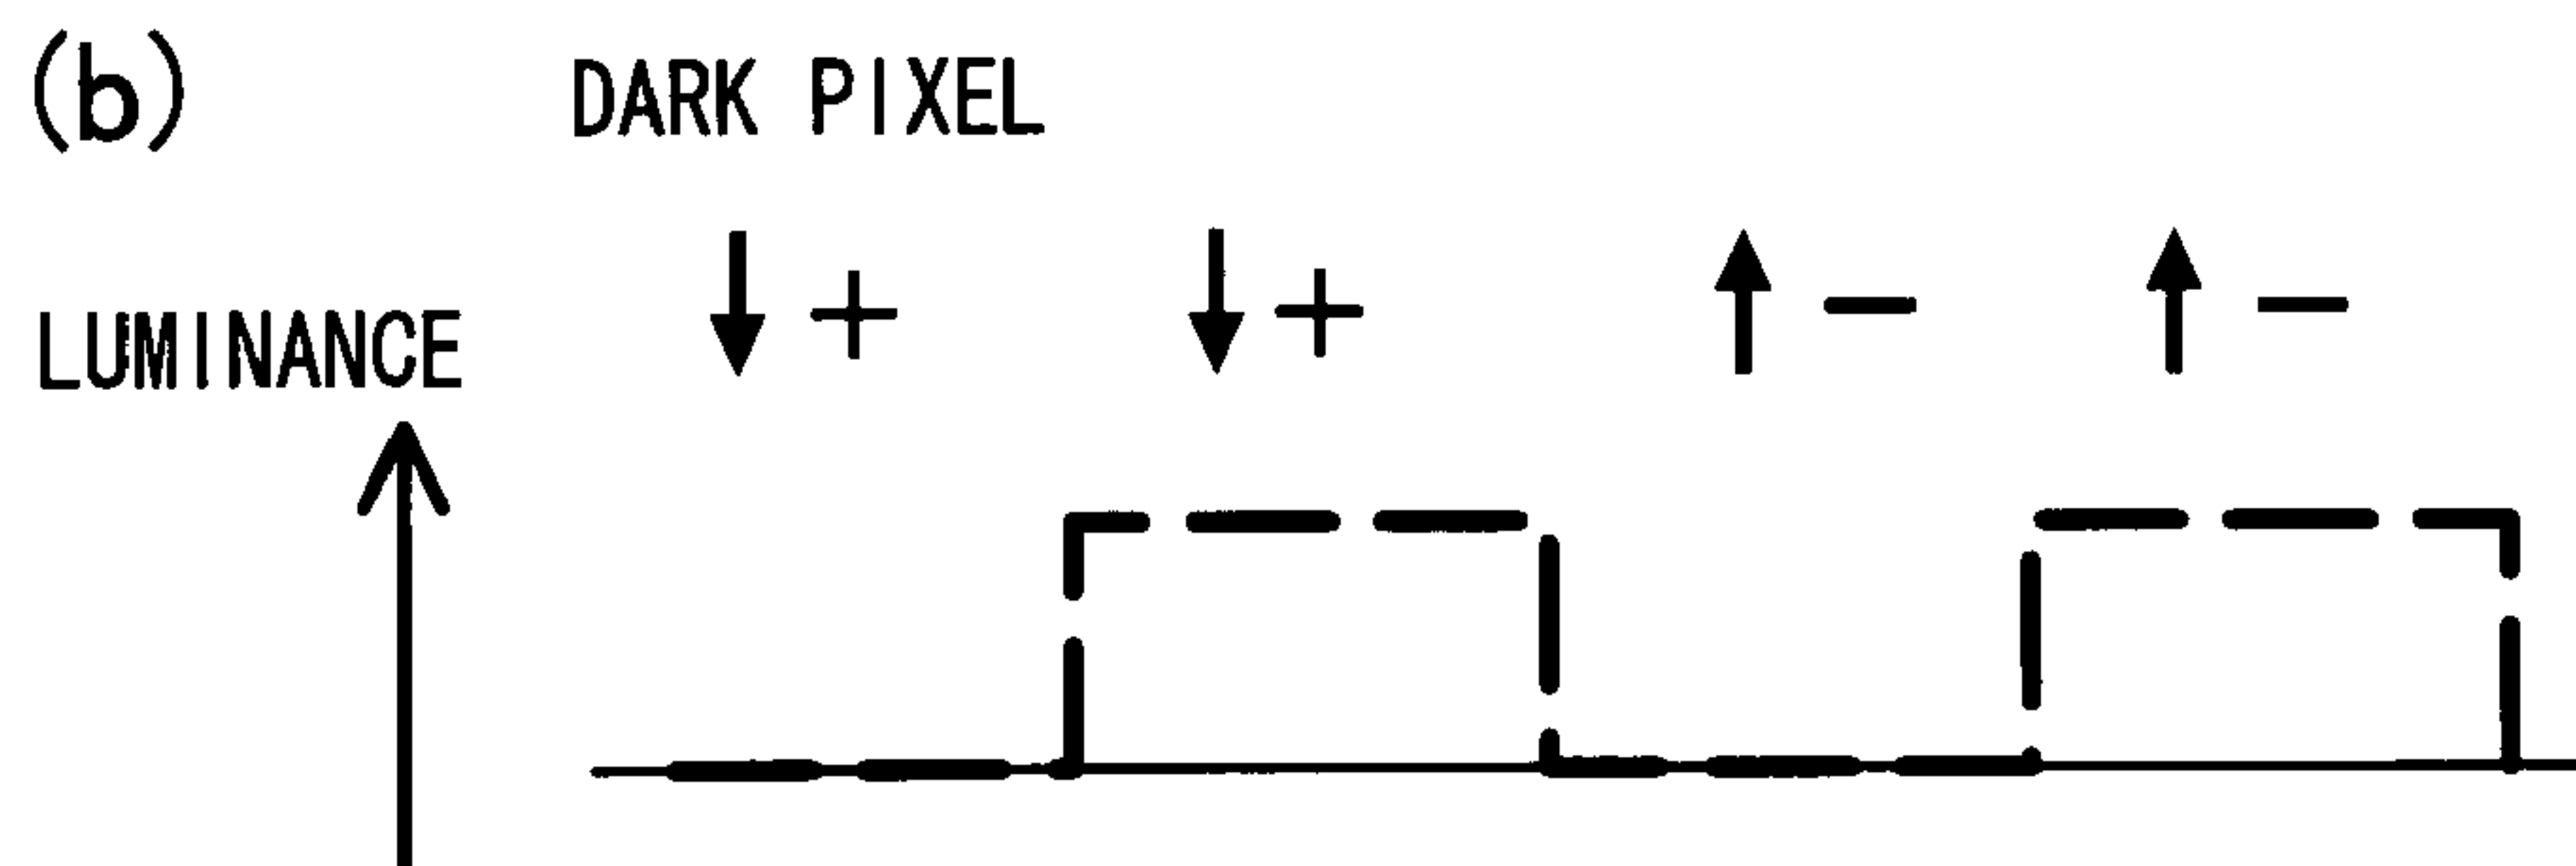 (b) DARK PIXEL
↓ + ↓ + ↑ − ↑ −
LUMINANCE